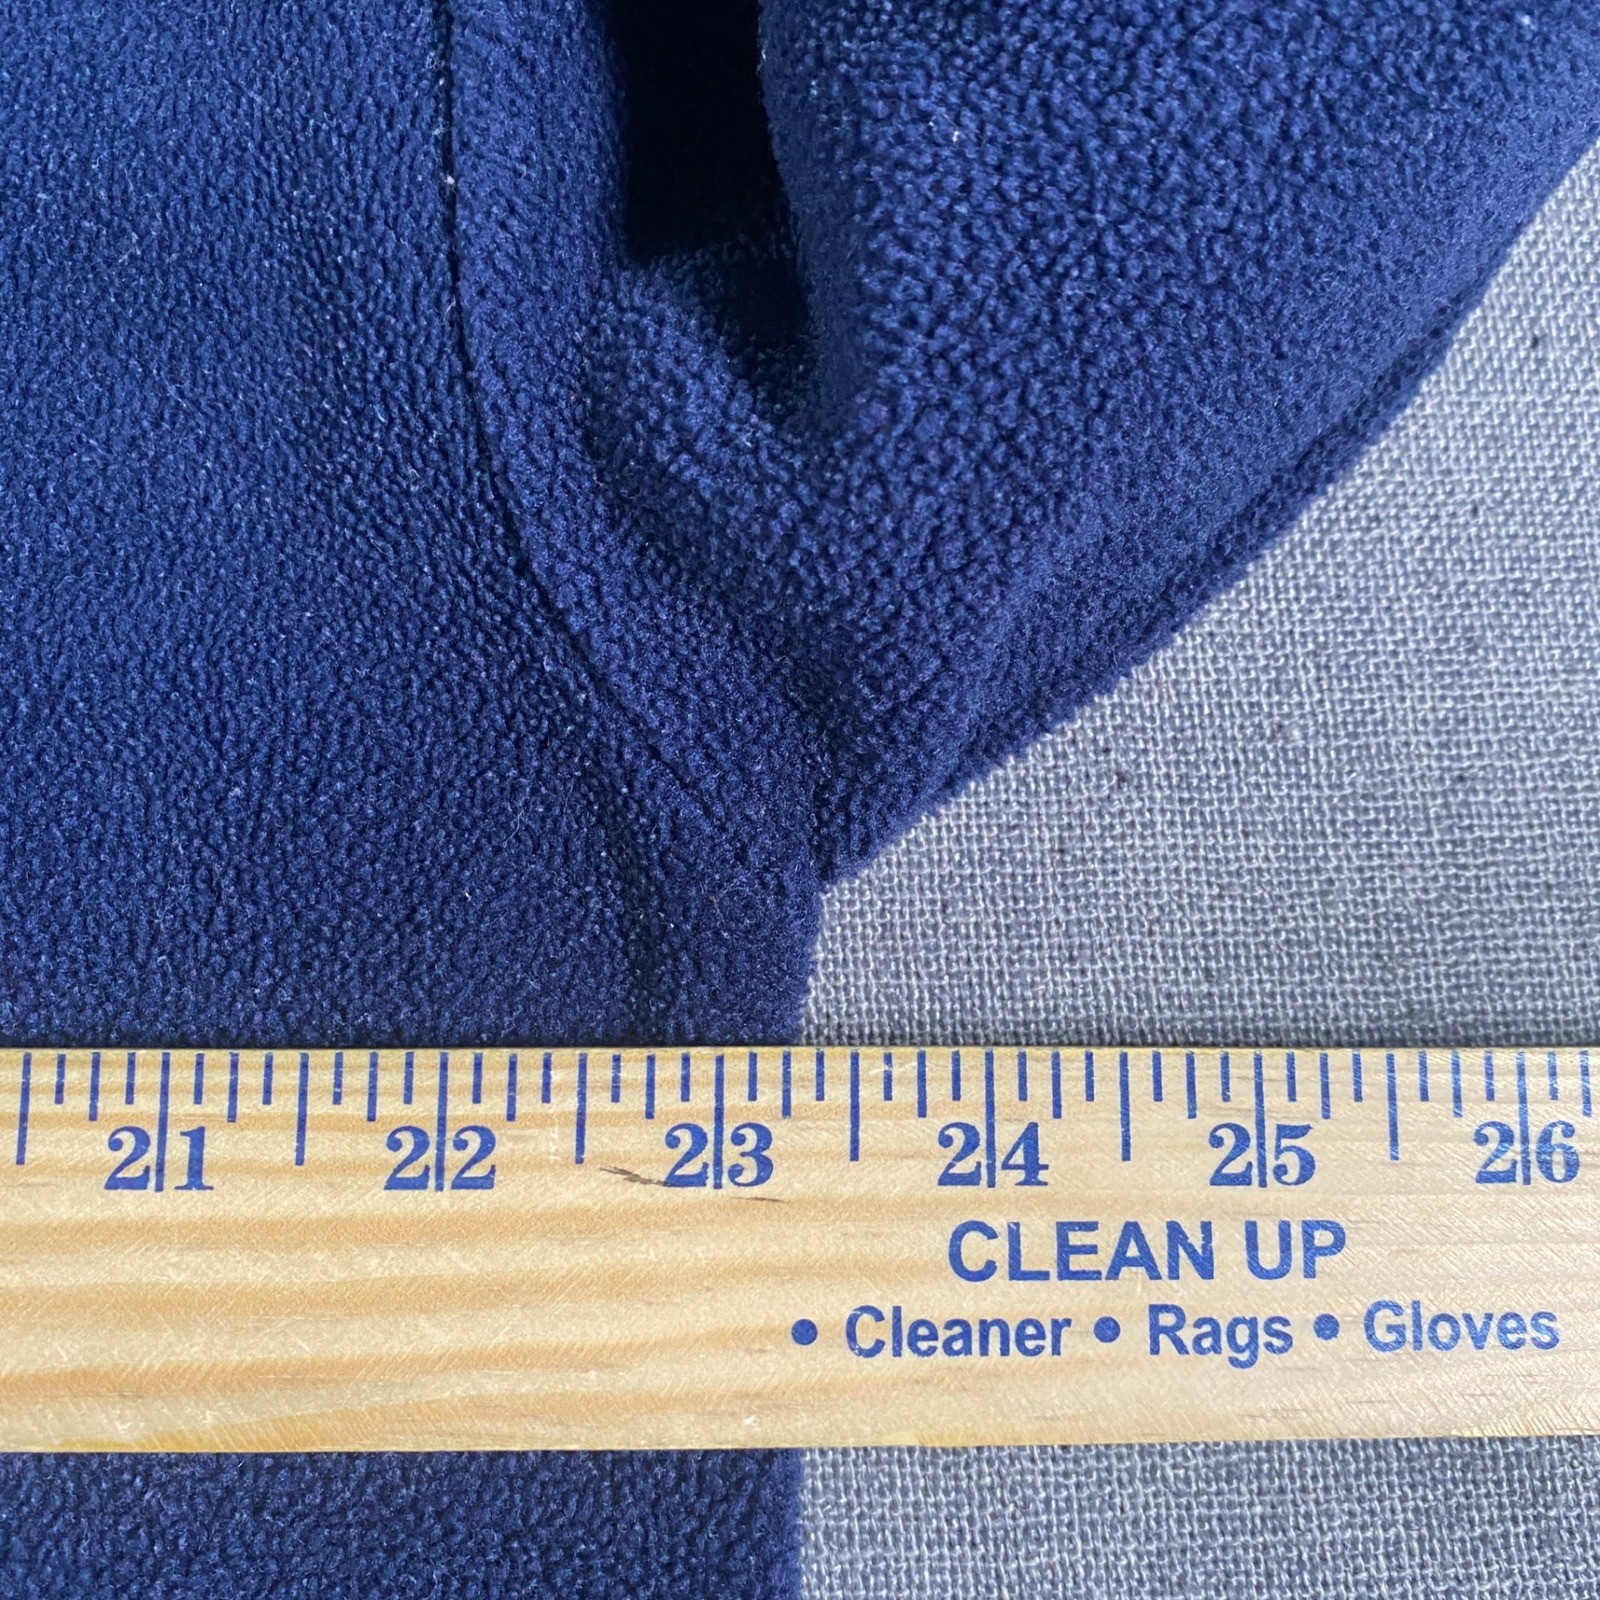 21 22 23 24 25 26
CLEAN UP
• Cleaner • Rags • Gloves